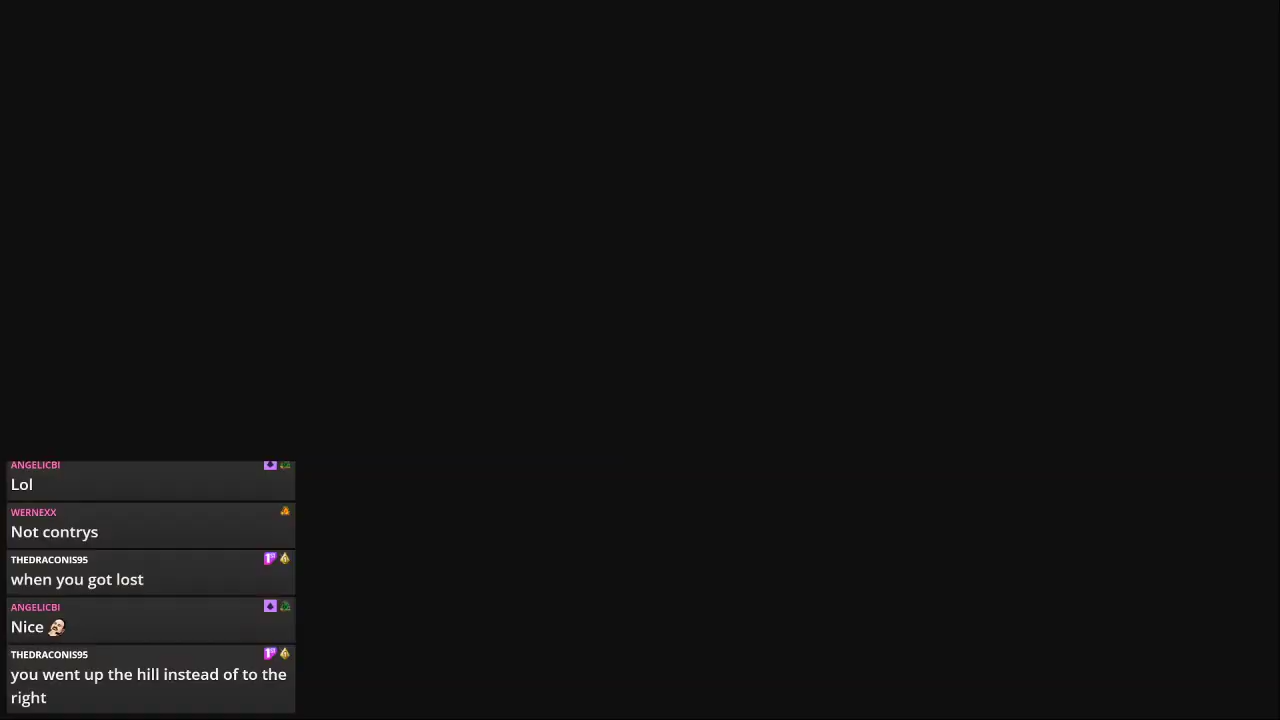 ANGELICBI
Lol
WERNEXX
Not contrys
THEDRACONIS95
when you got lost
ANGELICBI
Nice
THEDRACONIS95
you went up the hill instead of to the
right